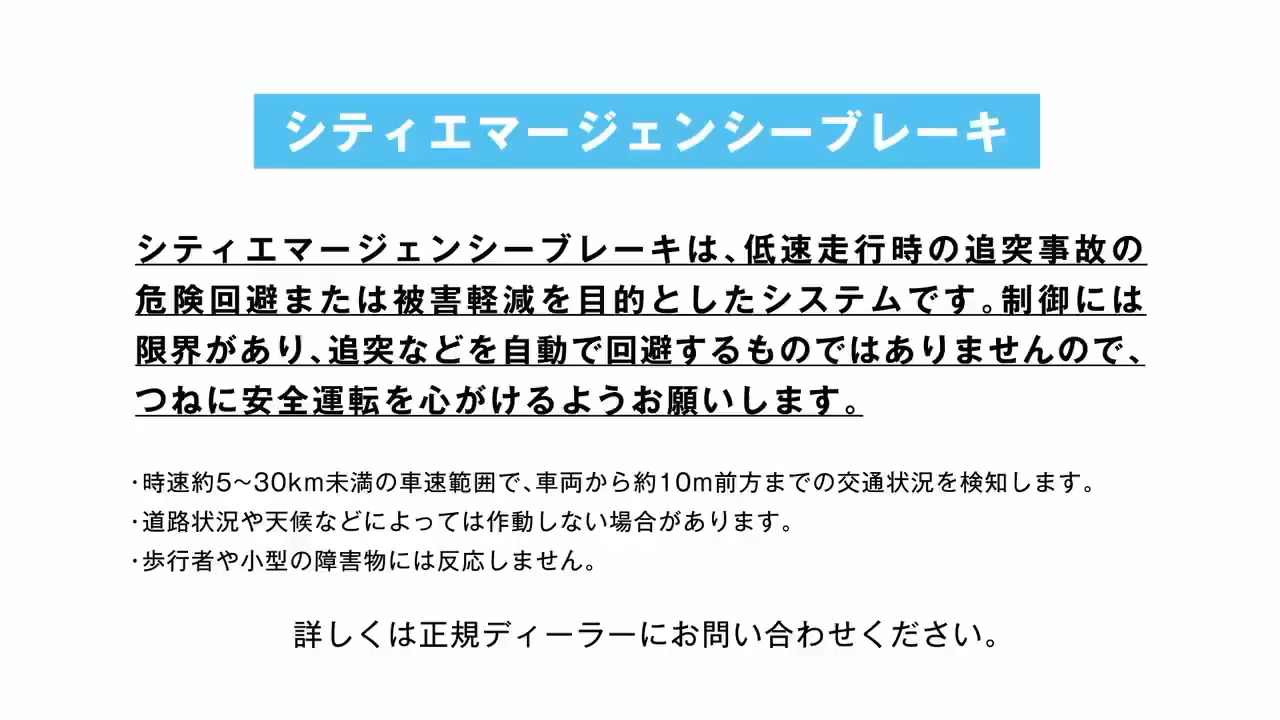 シティエマージェンシーブレーキ
シティエマージェンシーブレーキは、低速走行時の追突事故の
危険回避または被害軽減を目的としたシステムです。制御には
限界があり、追突などを自動で回避するものではありませんので、
つねに安全運転を心がけるようお願いします。
・時速約5~30km未満の車速範囲で、車両から約10m前方までの交通状況を検知します。
・道路状況や天候などによっては作動しない場合があります。
・歩行者や小型の障害物には反応しません。
詳しくは正規ディーラーにお問い合わせください。